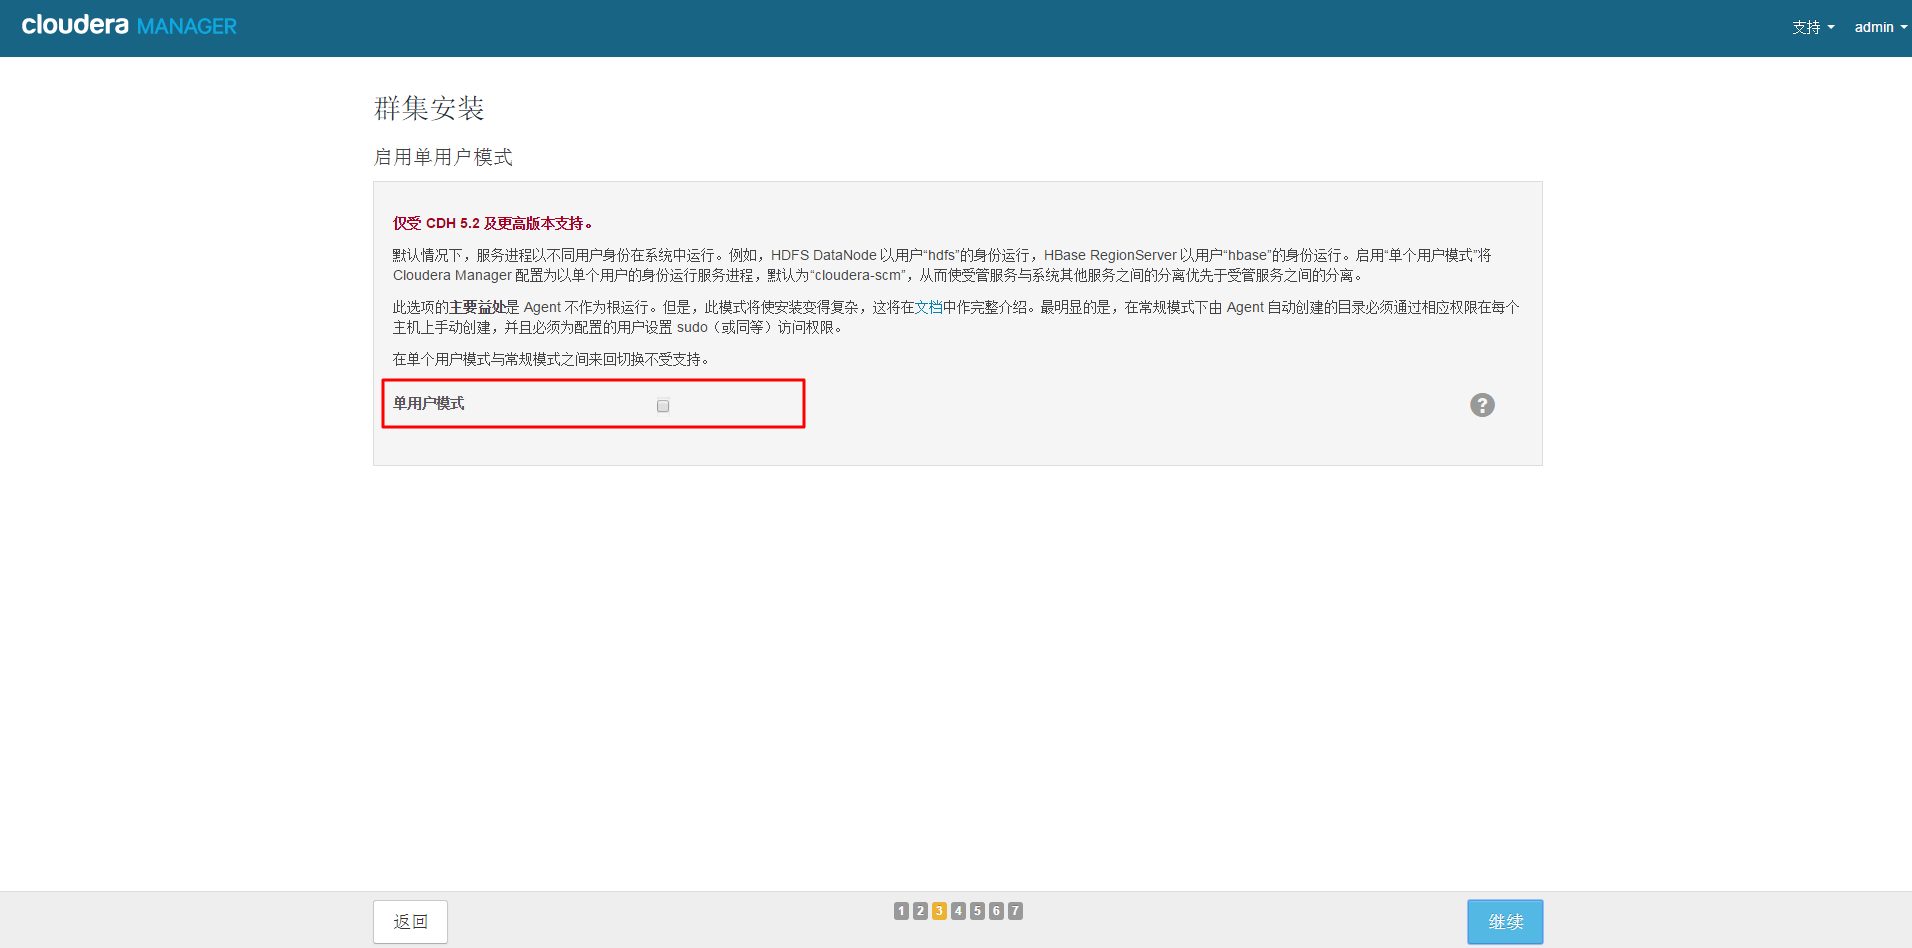 cloudera MANAGER
支持 admin
群集安装
启用单用户模式
仅受 CDH 5.2 及更高版本支持。
默认情况下，服务进程以不同用户身份在系统中运行。例如，HDFS DataNode 以用户“hdfs”的身份运行，HBase RegionServer 以用户“hbase”的身份运行。启用“单个用户模式”将
Cloudera Manager 配置为以单个用户的身份运行服务进程，默认为“cloudera-scm”，从而使受管服务与系统其他服务之间的分离优先于受管服务之间的分离。
此选项的主要益处是 Agent 不作为根运行。但是，此模式将使安装变得复杂，这将在文档中作完整介绍。最明显的是，在常规模式下由 Agent 自动创建的目录必须通过相应权限在每个
主机上手动创建，并且必须为配置的用户设置 sudo（或同等）访问权限。
在单个用户模式与常规模式之间来回切换不受支持。
单用户模式 ?
返回 1 2 3 4 5 6 7 继续